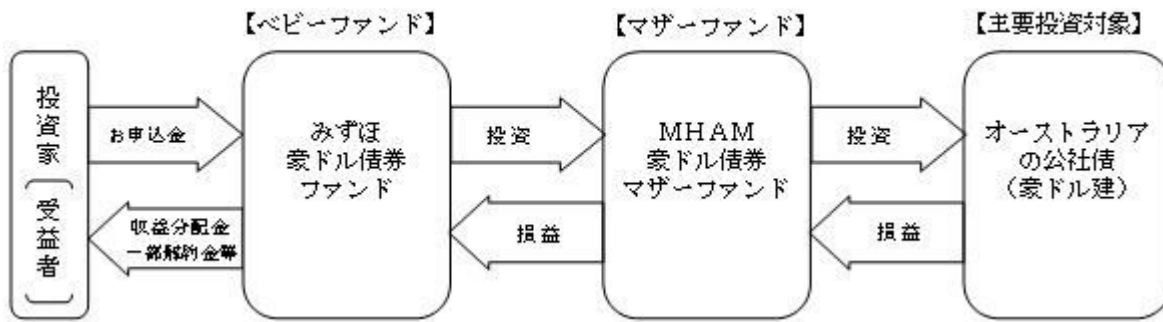 【ベビーファンド】
【マザーファンド】
【主要投資対象】
投資家
(受益者)
お申込金
収益分配金
一部解約金等
みずほ
豪ドル債券
ファンド
投資
損益
MHAM
豪ドル債券
マザーファンド
投資
損益
オーストラリア
の公社債
(豪ドル建)